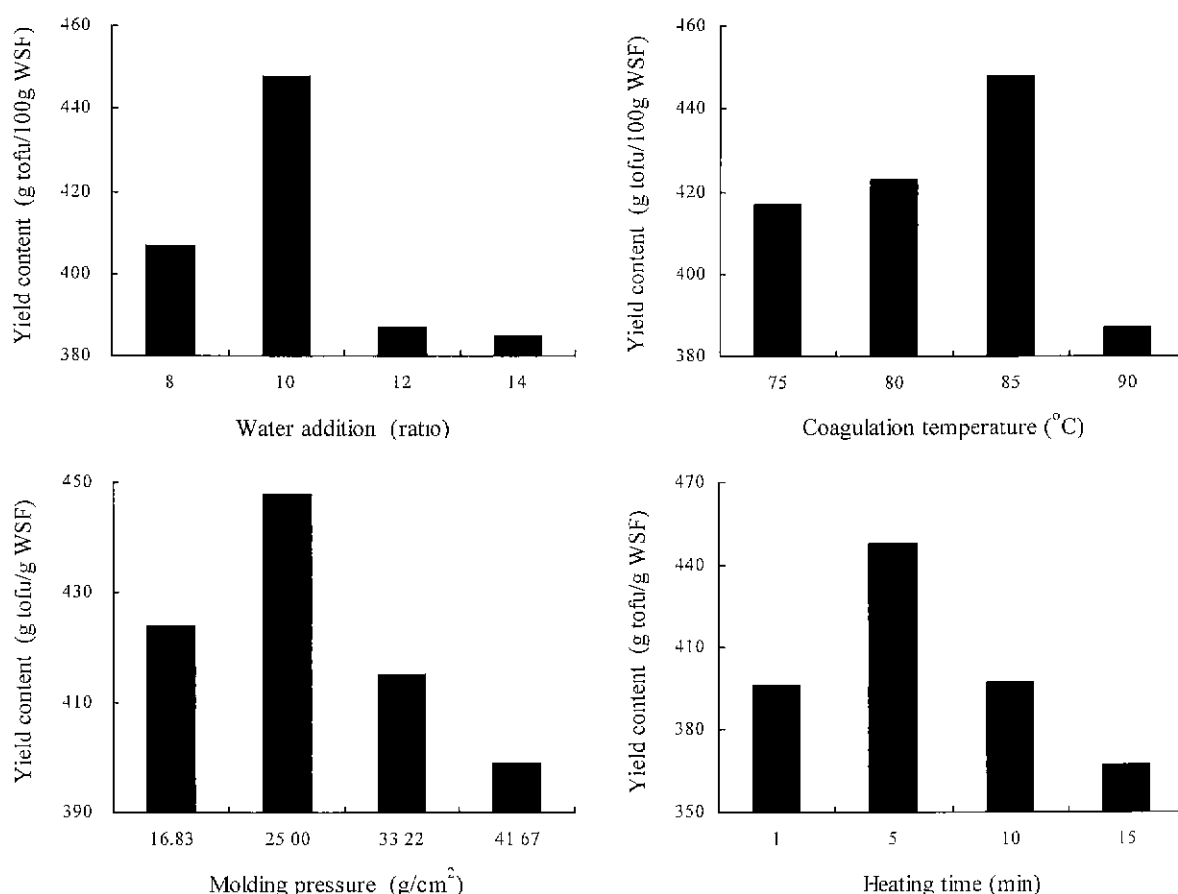 Yield content (g tofu/100g WSF)
460
440
420
400
380
8 10 12 14
Water addition (ratio)
Yield content (g tofu/100g WSF)
460
440
420
400
380
75 80 85 90
Coagulation temperature (°C)
Yield content (g tofu/g WSF)
450
430
410
390
16.83 25 00 33 22 41 67
Molding pressure (g/cm²)
Yield content (g tofu/g WSF)
470
440
410
380
350
1 5 10 15
Heating time (min)